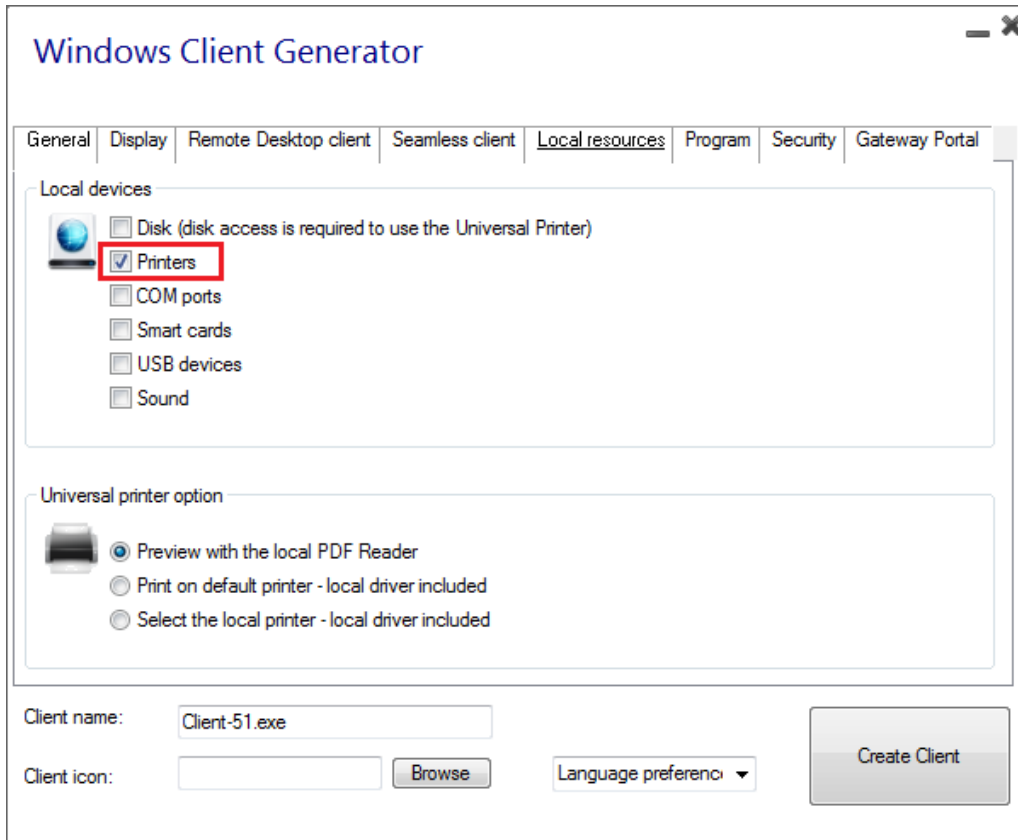 Windows Client Generator
General Display Remote Desktop client Seamless client Local resources Program Security Gateway Portal
Local devices
Disk (disk access is required to use the Universal Printer)
Printers
COM ports
Smart cards
USB devices
Sound
Universal printer option
Preview with the local PDF Reader
Print on default printer - local driver included
Select the local printer - local driver included
Client name: Client-51.exe
Create Client
Client icon: Browse Language preferenc